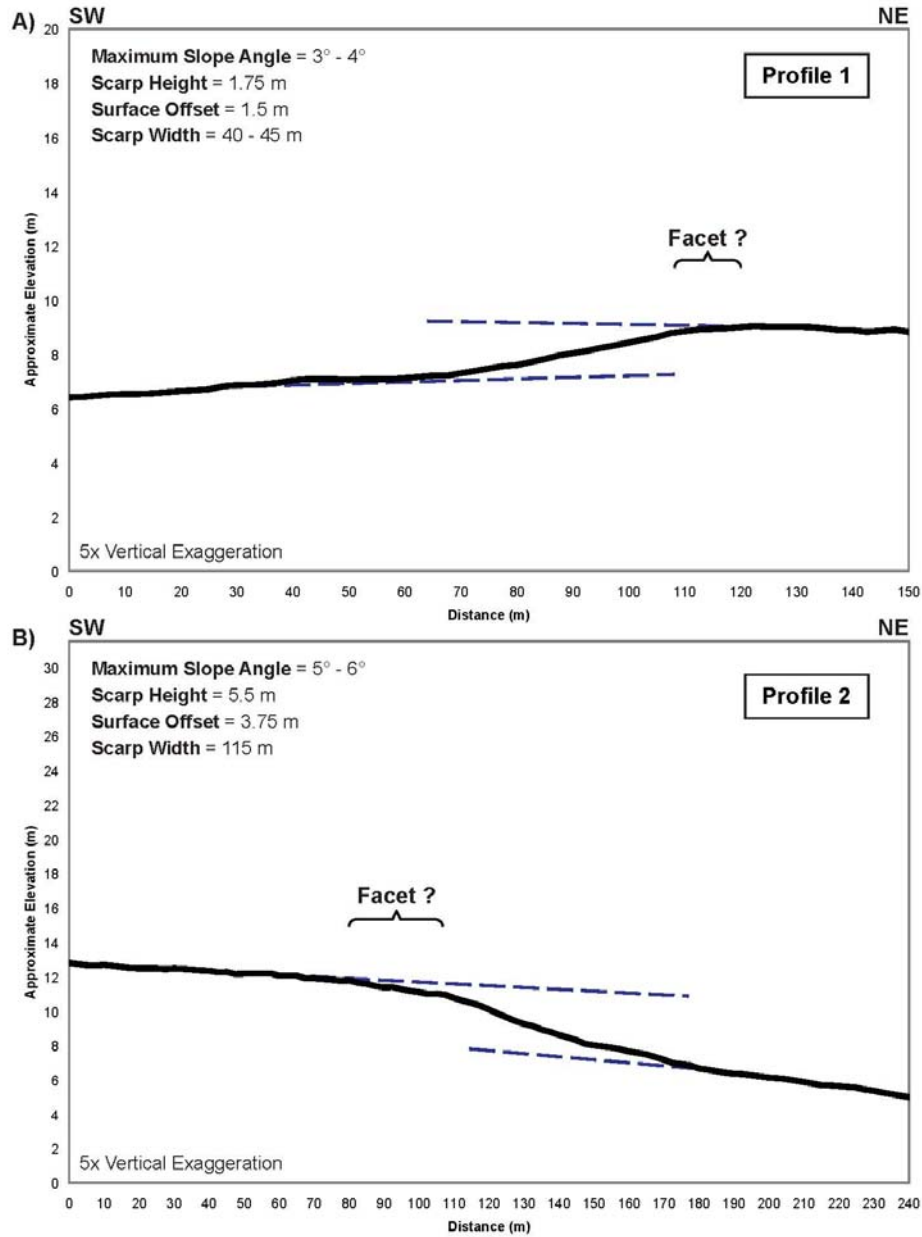 A)
SW
NE
Maximum Slope Angle = 3° - 4°
Scarp Height = 1.75 m
Surface Offset = 1.5 m
Scarp Width = 40 - 45 m
Profile 1
Facet ?
Approximate Elevation (m)
20
18
16
14
12
10
8
6
4
2
0
5x Vertical Exaggeration
0 10 20 30 40 50 60 70 80 90 100 110 120 130 140 150
Distance (m)
B)
SW
NE
Maximum Slope Angle = 5° - 6°
Scarp Height = 5.5 m
Surface Offset = 3.75 m
Scarp Width = 115 m
Profile 2
Facet ?
Approximate Elevation (m)
30
28
26
24
22
20
18
16
14
12
10
8
6
4
2
0
5x Vertical Exaggeration
0 10 20 30 40 50 60 70 80 90 100 110 120 130 140 150 160 170 180 190 200 210 220 230 240
Distance (m)